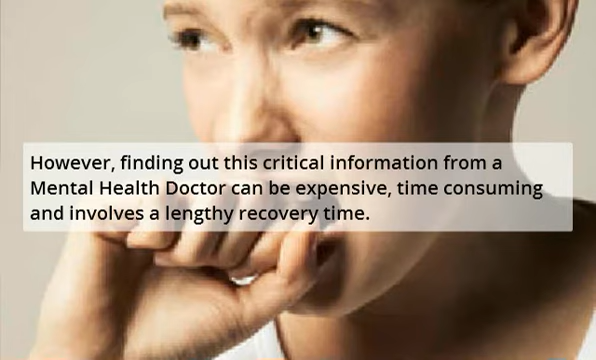 However, finding out this critical information from a
Mental Health Doctor can be expensive, time consuming
and involves a lengthy recovery time.